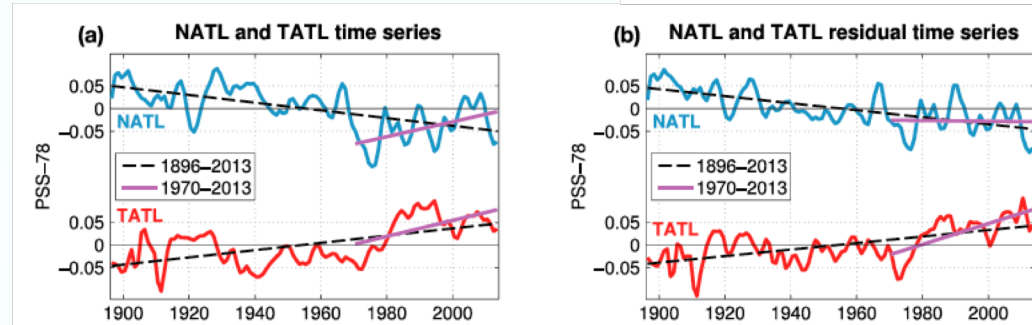 (a) NATL and TATL time series
PSS-78
0.05
0
−0.05
NATL
1896–2013
1970–2013
TATL
0.05
0
−0.05
1900 1920 1940 1960 1980 2000
(b) NATL and TATL residual time series
PSS-78
0.05
0
−0.05
NATL
1896–2013
1970–2013
TATL
0.05
0
−0.05
1900 1920 1940 1960 1980 2000